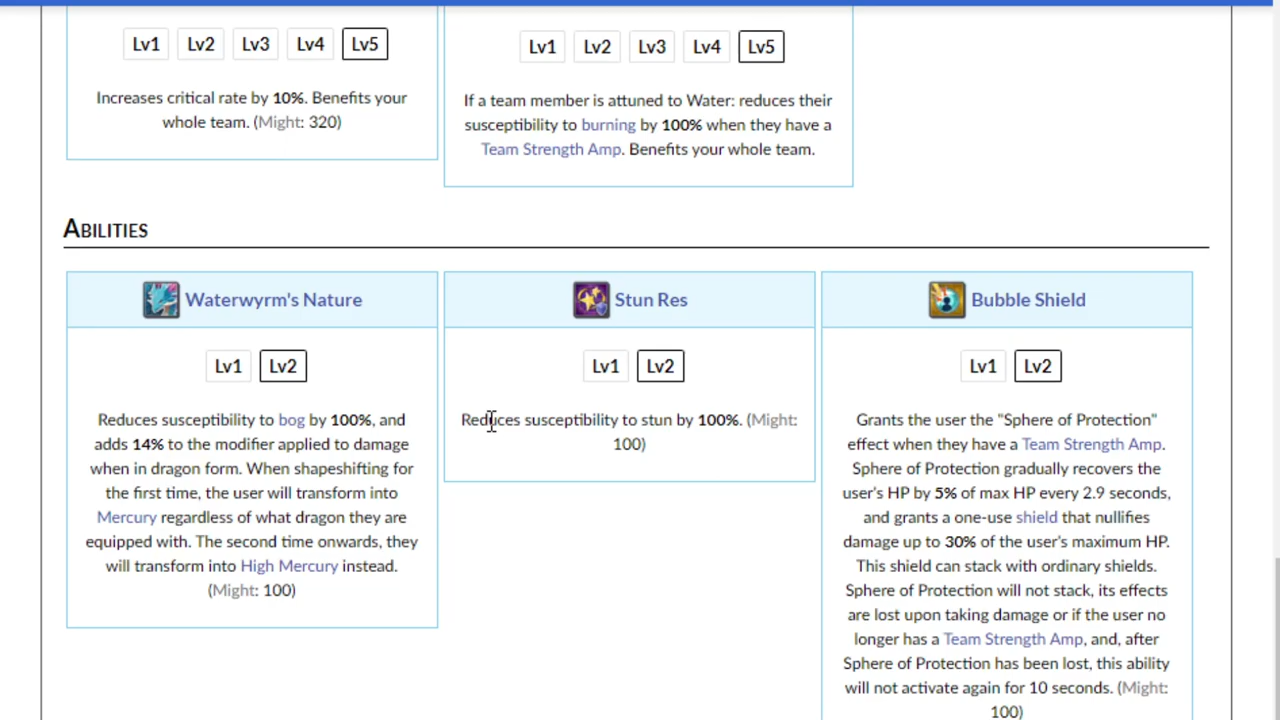 Lv1 Lv2 Lv3 Lv4 Lv5
Increases critical rate by 10%. Benefits your
whole team. (Might: 320)
Lv1 Lv2 Lv3 Lv4 Lv5
If a team member is attuned to Water: reduces their
susceptibility to burning by 100% when they have a
Team Strength Amp. Benefits your whole team.
ABILITIES
Waterwyrm's Nature
Lv1 Lv2
Reduces susceptibility to bog by 100%, and
adds 14% to the modifier applied to damage
when in dragon form. When shapeshifting for
the first time, the user will transform into
Mercury regardless of what dragon they are
equipped with. The second time onwards, they
will transform into High Mercury instead.
(Might: 100)
Stun Res
Lv1 Lv2
Reduces susceptibility to stun by 100%. (Might:
100)
Bubble Shield
Lv1 Lv2
Grants the user the "Sphere of Protection"
effect when they have a Team Strength Amp.
Sphere of Protection gradually recovers the
user's HP by 5% of max HP every 2.9 seconds,
and grants a one-use shield that nullifies
damage up to 30% of the user's maximum HP.
This shield can stack with ordinary shields.
Sphere of Protection will not stack, its effects
are lost upon taking damage or if the user no
longer has a Team Strength Amp, and, after
Sphere of Protection has been lost, this ability
will not activate again for 10 seconds. (Might:
100)